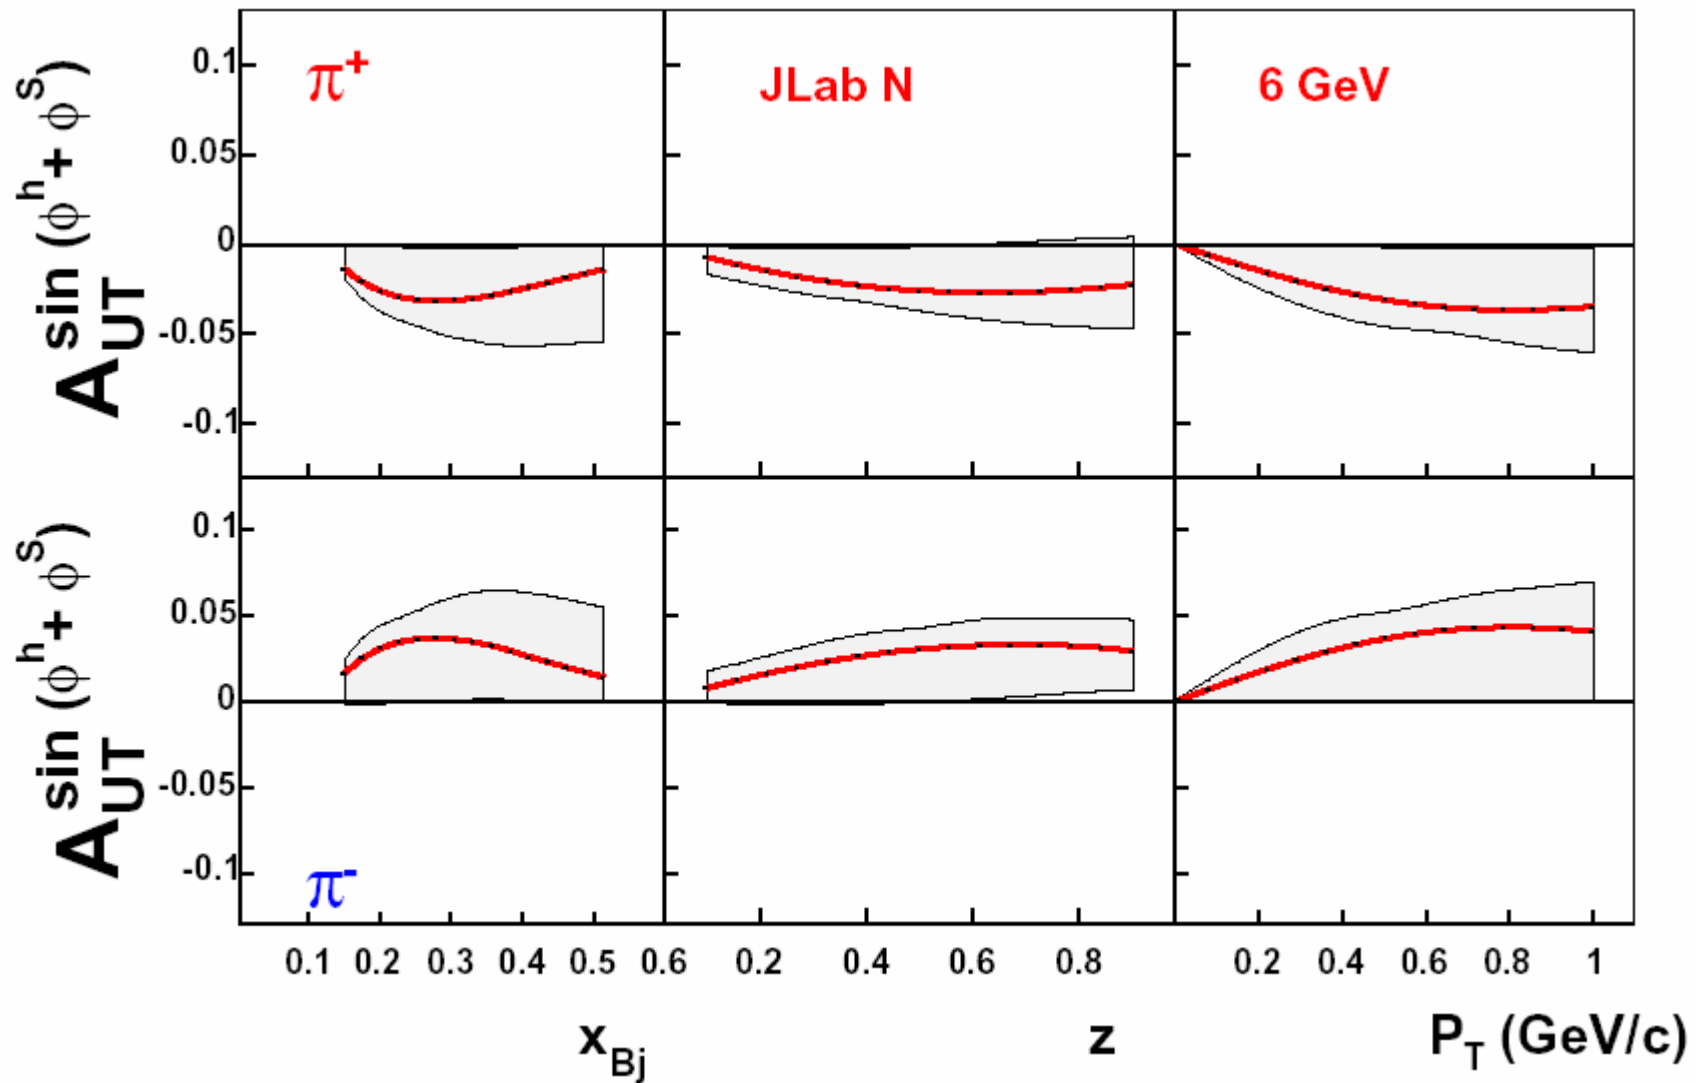 π+ JLab N 6 GeV
A_UT^sin (ϕ^h + ϕ^S)
0.1
0.05
0
-0.05
-0.1
A_UT^sin (ϕ^h + ϕ^S)
0.1
0.05
0
-0.05
-0.1
π-
0.1 0.2 0.3 0.4 0.5 0.6 0.2 0.4 0.6 0.8 0.2 0.4 0.6 0.8 1
x_Bj z P_T (GeV/c)